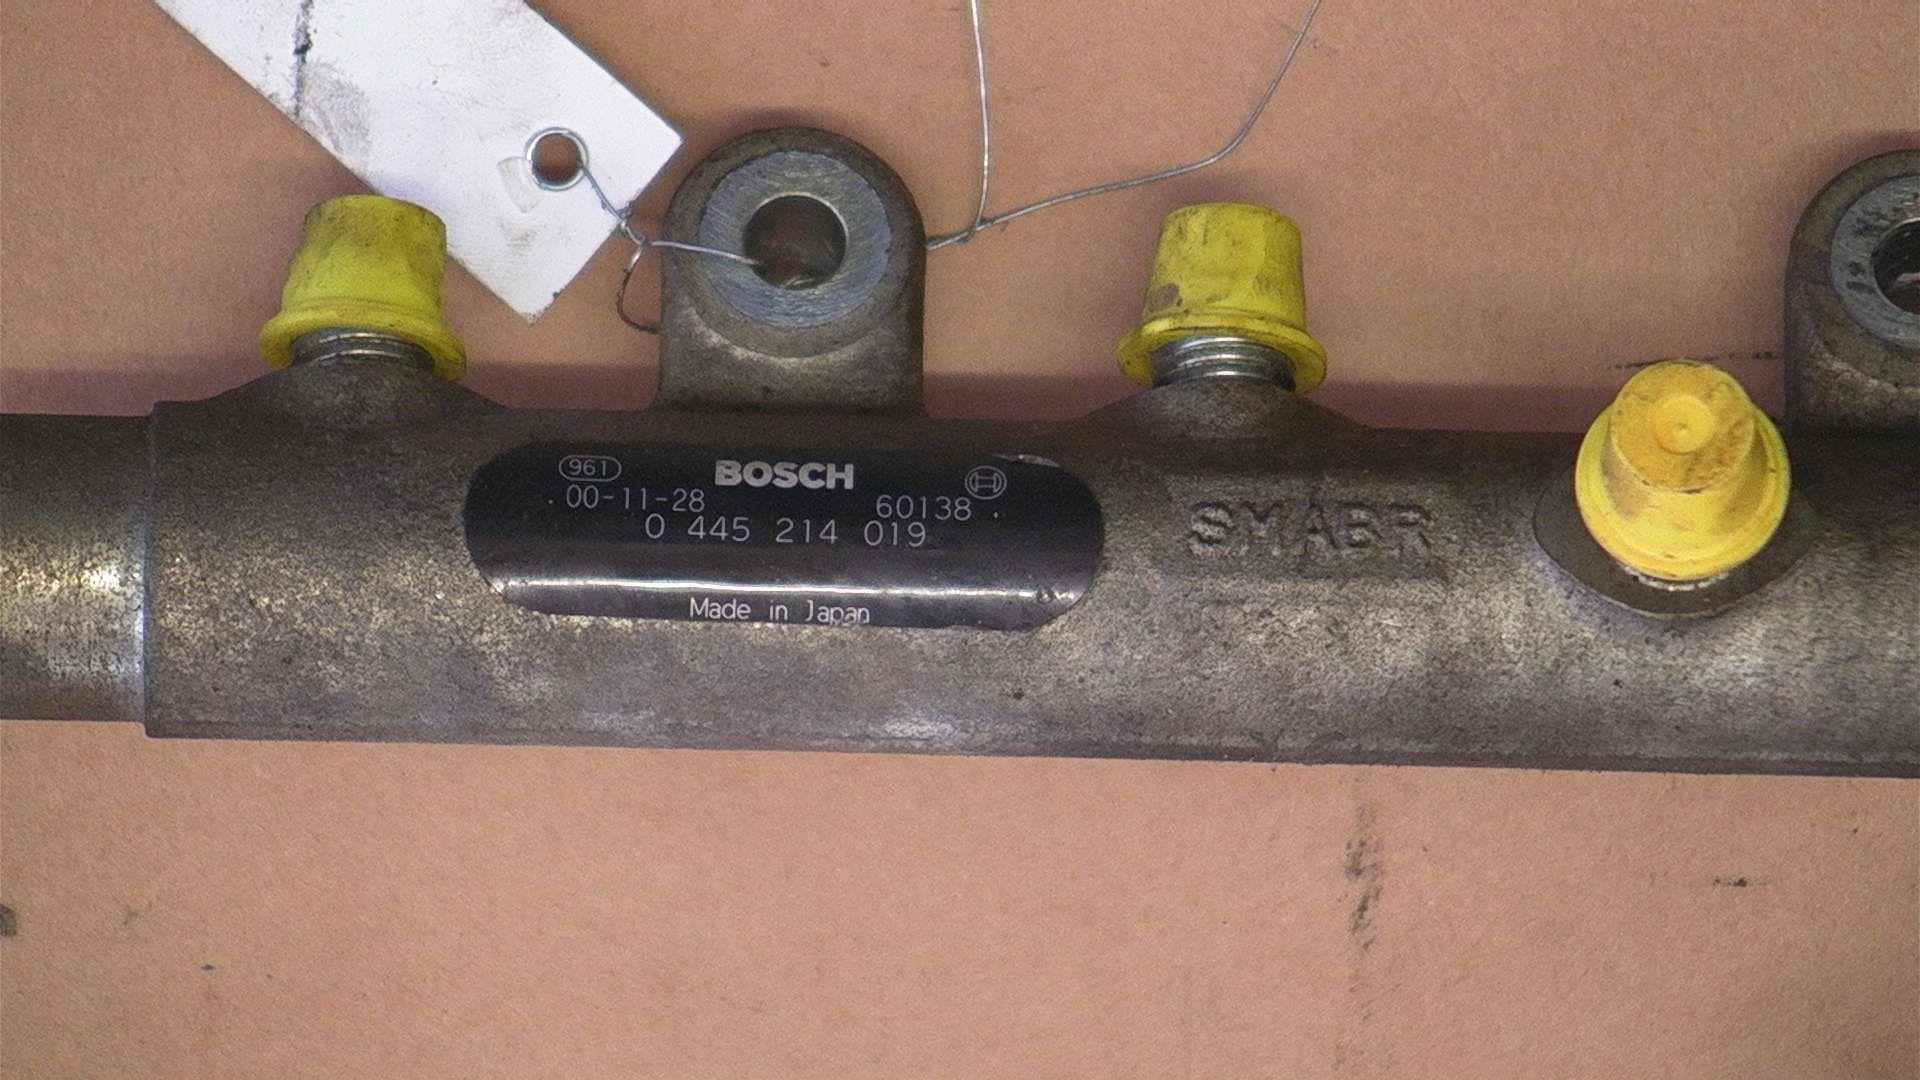 961 BOSCH
00-11-28 60138
0 445 214 019
Made in Japan
SMABR